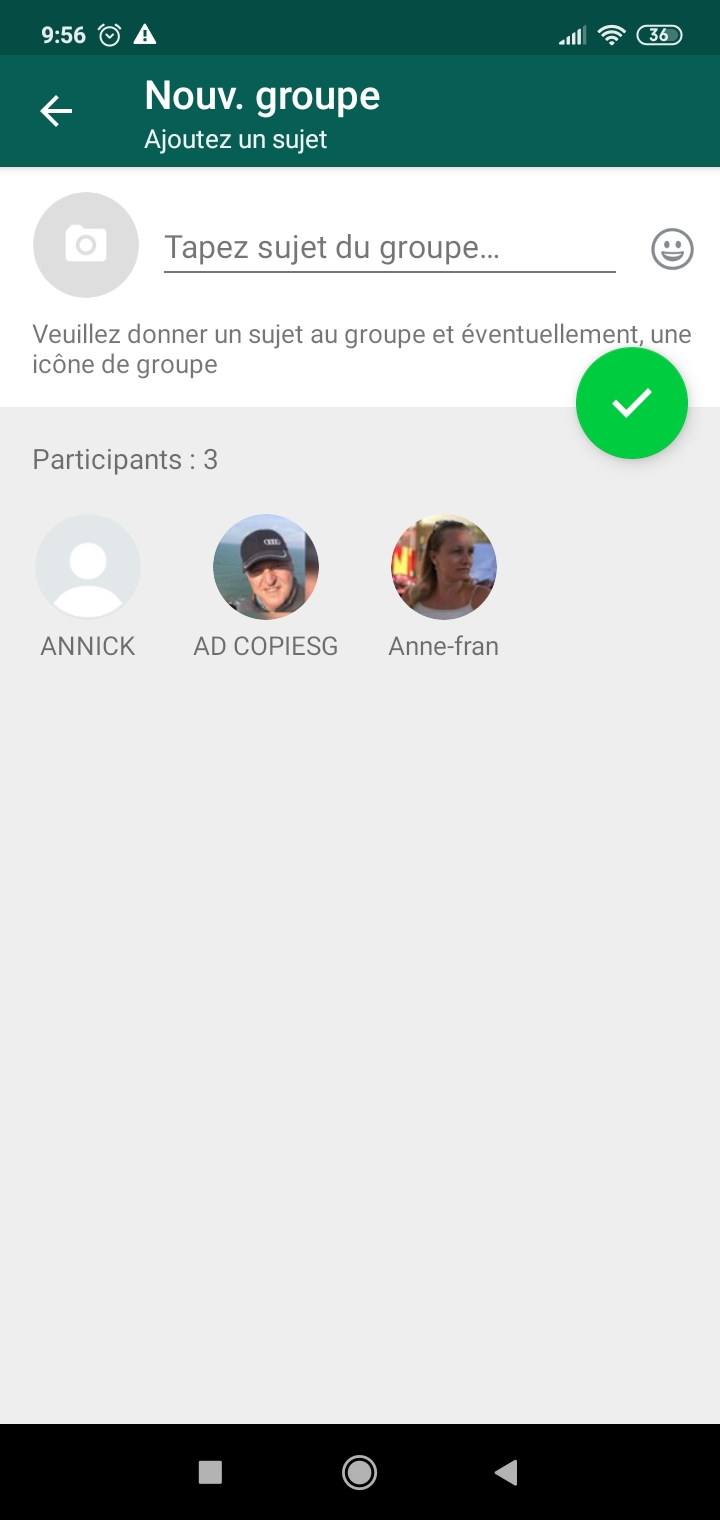 9:56
36
Nouv. groupe
Ajoutez un sujet
Tapez sujet du groupe...
Veuillez donner un sujet au groupe et éventuellement, une
icône de groupe
Participants : 3
ANNICK
AD COPIESG
Anne-fran